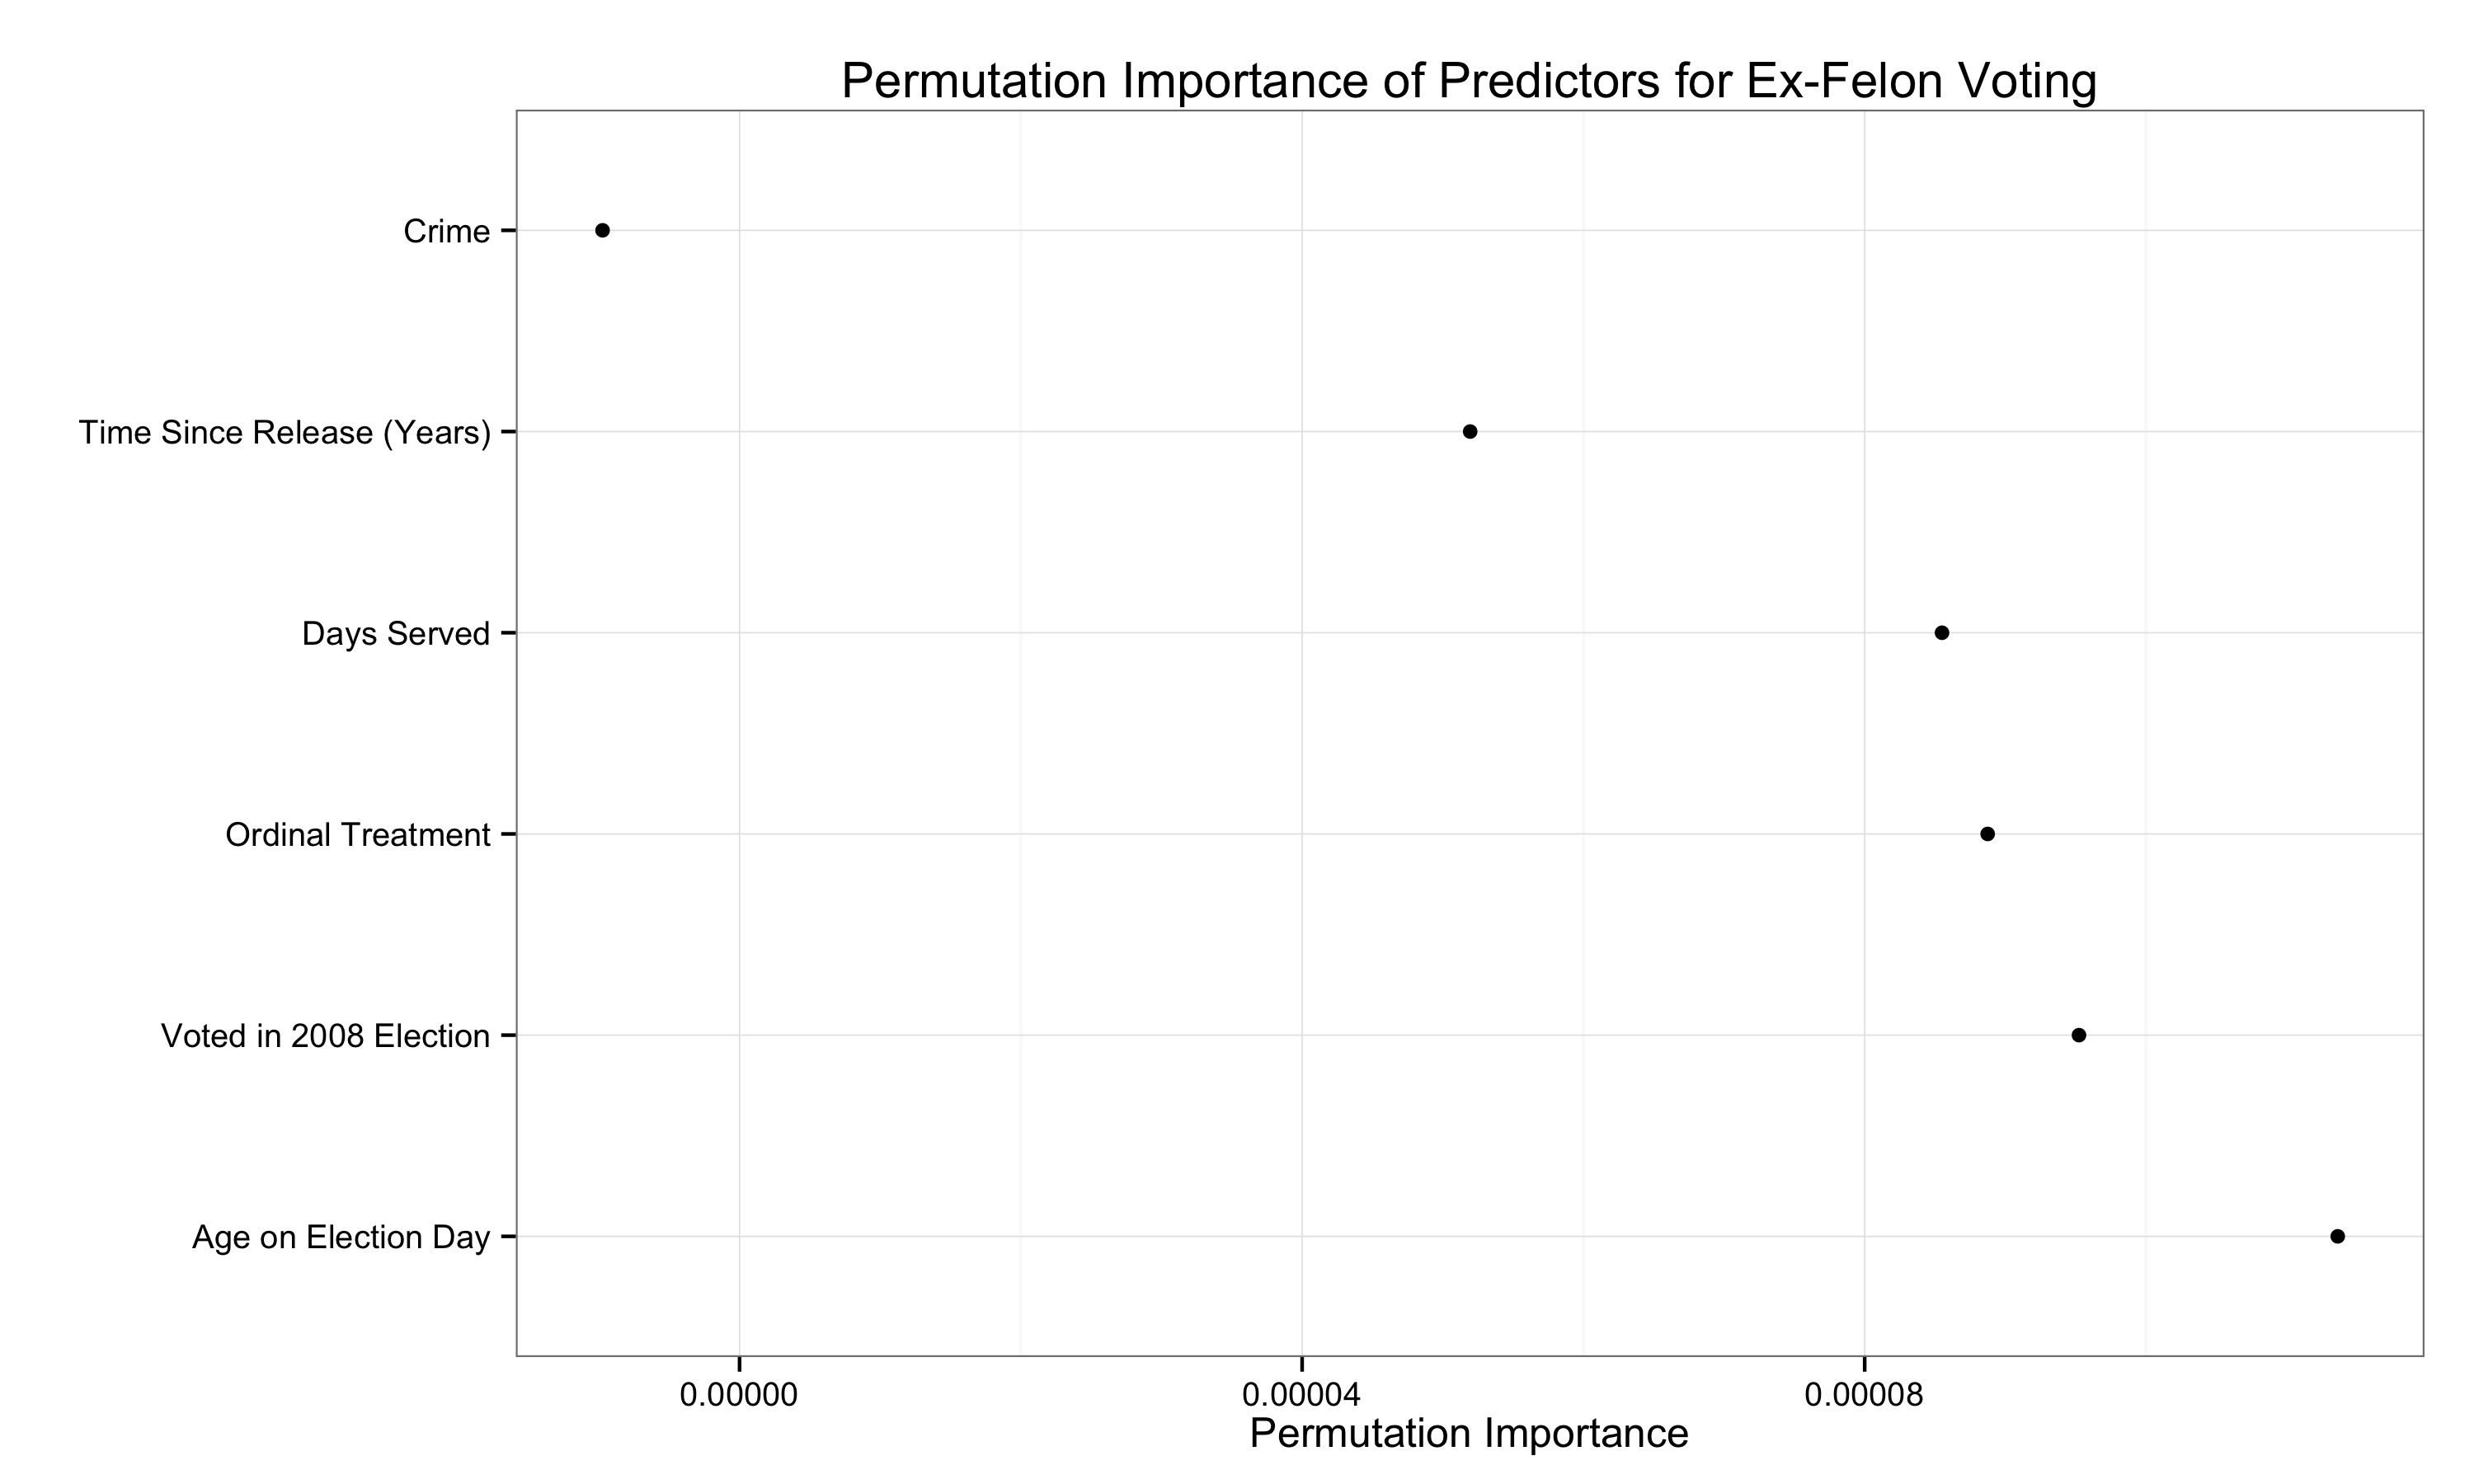 Permutation Importance of Predictors for Ex-Felon Voting
Crime
Time Since Release (Years)
Days Served
Ordinal Treatment
Voted in 2008 Election
Age on Election Day
0.00000 0.00004 0.00008
Permutation Importance